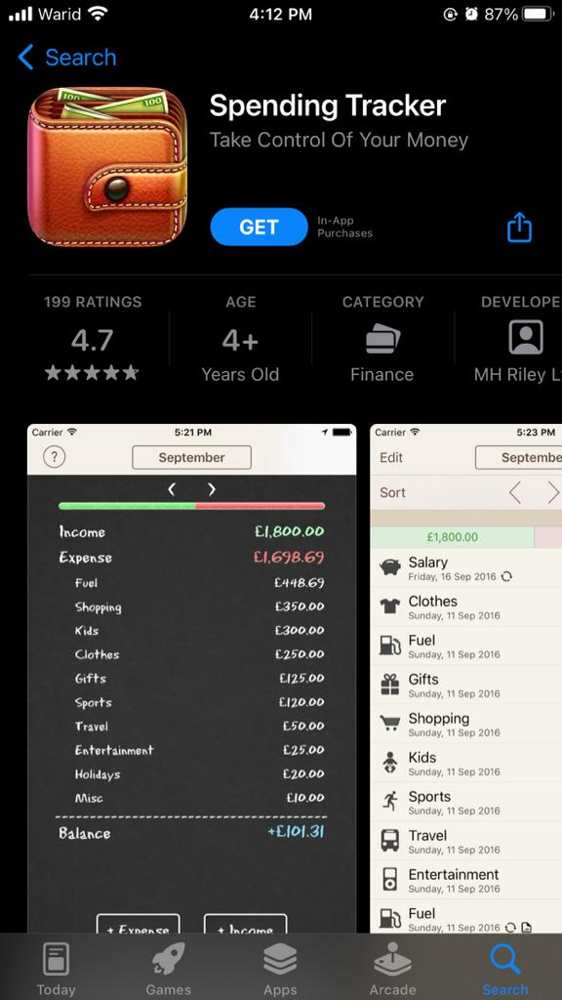 Warid 4:12 PM 87%
Search
100 100
Spending Tracker
Take Control Of Your Money
GET In-App
Purchases
199 RATINGS AGE CATEGORY DEVELOPE
4.7 4+
Years Old Finance MH Riley Lt
Carrier 5:21 PM
? September
Income £1,800.00
Expense £1,698.69
Fuel £448.69
Shopping £350.00
Kids £300.00
Clothes £250.00
Gifts £125.00
Sports £120.00
Travel £50.00
Entertainment £25.00
Holidays £20.00
Misc £10.00
Balance +£101.31
+ Expense + Income
Carrier 5:23 PM
Edit Septembe
Sort
£1,800.00
Salary
Friday, 16 Sep 2016
Clothes
Sunday, 11 Sep 2016
Fuel
Sunday, 11 Sep 2016
Gifts
Sunday, 11 Sep 2016
Shopping
Sunday, 11 Sep 2016
Kids
Sunday, 11 Sep 2016
Sports
Sunday, 11 Sep 2016
Travel
Sunday, 11 Sep 2016
Entertainment
Sunday, 11 Sep 2016
Fuel
Sunday, 11 Sep 2016
Today Games Apps Arcade Search